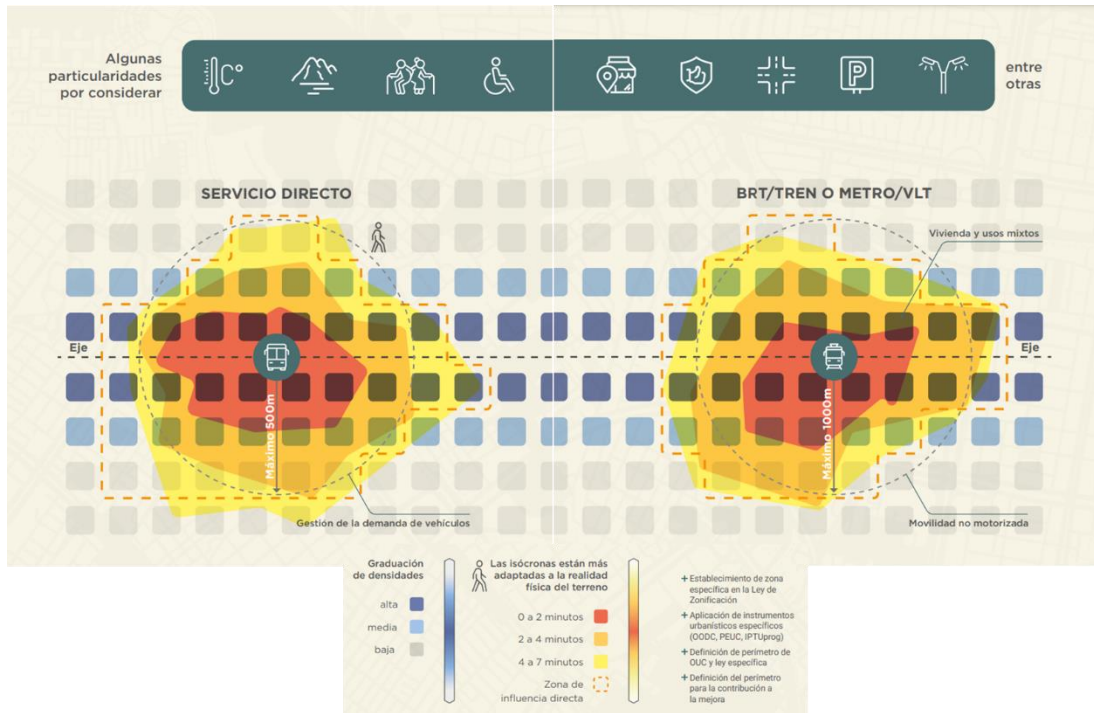 Algunas
particularidades
por considerar
C°
P
entre
otras
SERVICIO DIRECTO
BRT/TREN O METRO/VLT
Vivienda y usos mixtos
Eje
Eje
Máximo 500m
Máximo 1000m
Gestión de la demanda de vehículos
Movilidad no motorizada
Graduación
de densidades
alta
media
baja
Las isócronas están más
adaptadas a la realidad
física del terreno
0 a 2 minutos
2 a 4 minutos
4 a 7 minutos
Zona de
influencia directa
+ Establecimiento de zona
específica en la Ley de
Zonificación
+ Aplicación de instrumentos
urbanísticos específicos
(OODC, PEUC, IPTUprog)
+ Definición de perímetro de
OUC y ley específica
+ Definición del perímetro
para la contribución a
la mejora